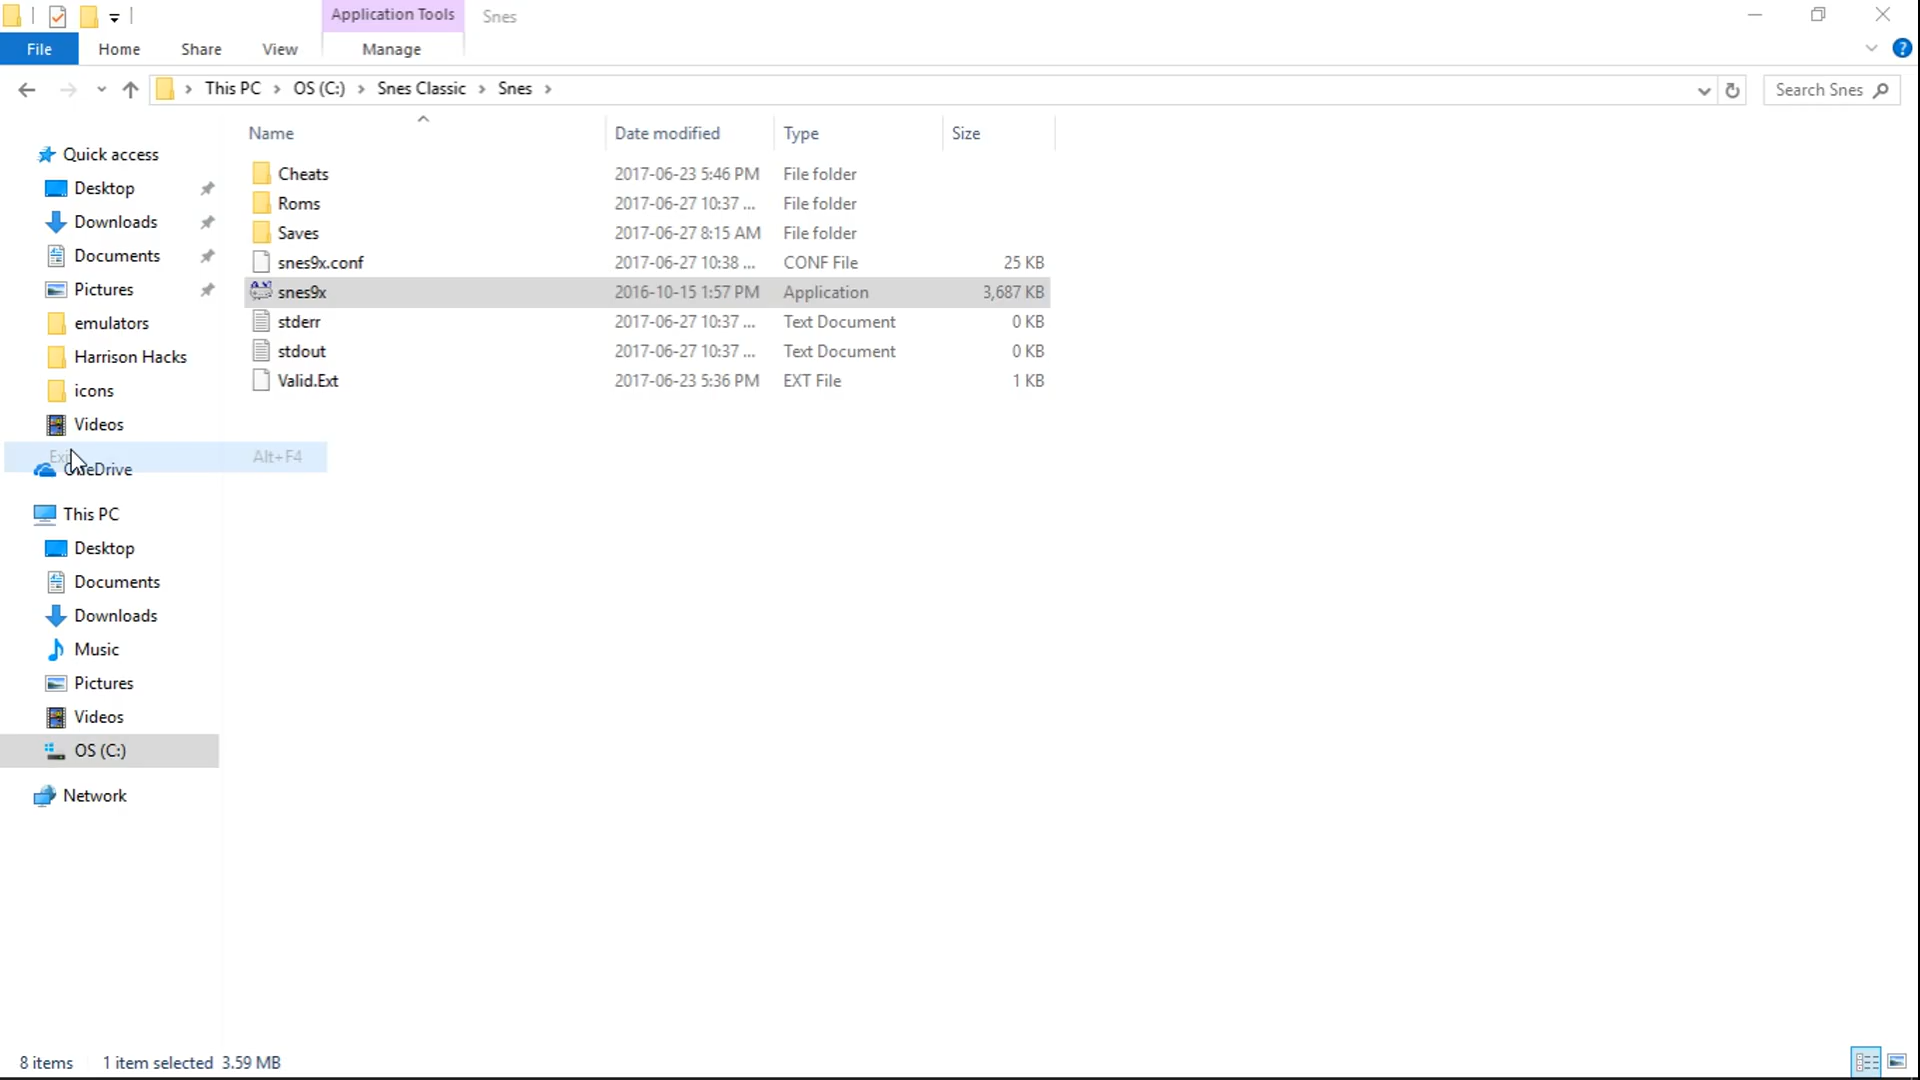 Application Tools Snes
File Home Share View Manage
This PC OS (C:) Snes Classic Snes Search Snes
Name Date modified Type Size
Quick access
Desktop
Downloads
Documents
Pictures
emulators
Harrison Hacks
icons
Videos
Alt+F4
OneDrive
This PC
Desktop
Documents
Downloads
Music
Pictures
Videos
OS (C:)
Network
Cheats 2017-06-23 5:46 PM File folder
Roms 2017-06-27 10:37 ... File folder
Saves 2017-06-27 8:15 AM File folder
snes9x.conf 2017-06-27 10:38 ... CONF File 25 KB
snes9x 2016-10-15 1:57 PM Application 3,687 KB
stderr 2017-06-27 10:37 ... Text Document 0 KB
stdout 2017-06-27 10:37 ... Text Document 0 KB
Valid.Ext 2017-06-23 5:36 PM EXT File 1 KB
8 items 1 item selected 3.59 MB